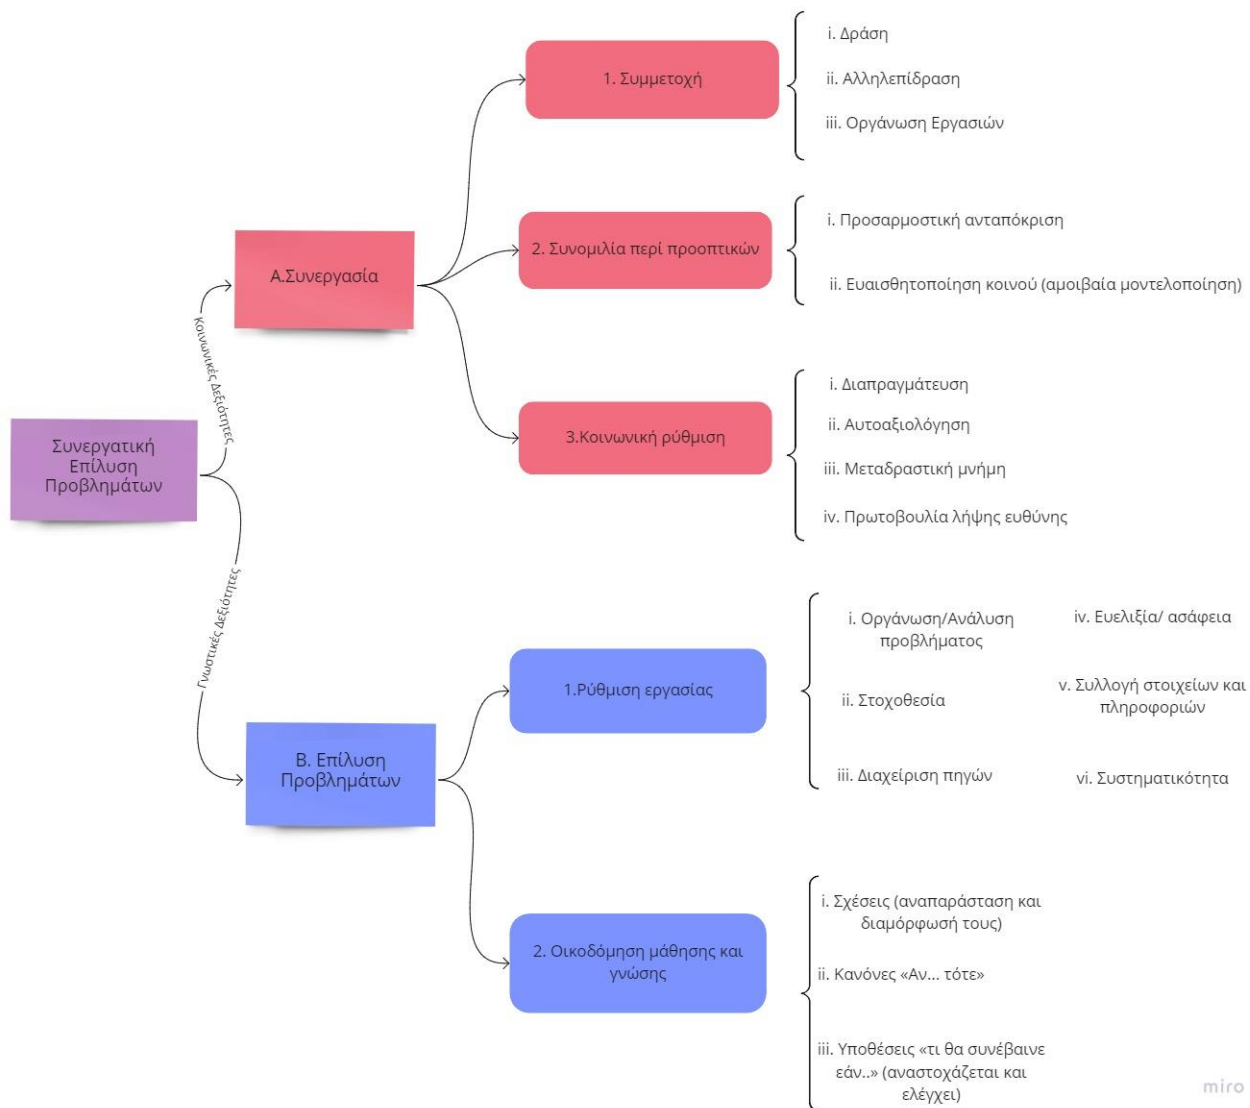 Συνεργατική
Επίλυση
Προβλημάτων
Κοινωνικές Δεξιότητες
Α.Συνεργασία
1. Συμμετοχή
i. Δράση
ii. Αλληλεπίδραση
iii. Οργάνωση Εργασιών
2. Συνομιλία περί προοπτικών
i. Προσαρμοστική ανταπόκριση
ii. Ευαισθητοποίηση κοινού (αμοιβαία μοντελοποίηση)
3.Κοινωνική ρύθμιση
i. Διαπραγμάτευση
ii. Αυτοαξιολόγηση
iii. Μεταδραστική μνήμη
iv. Πρωτοβουλία λήψης ευθύνης
Γνωστικές Δεξιότητες
Β. Επίλυση
Προβλημάτων
1.Ρύθμιση εργασίας
i. Οργάνωση/Ανάλυση
προβλήματος
ii. Στοχοθεσία
iii. Διαχείριση πηγών
iv. Ευελιξία/ ασάφεια
v. Συλλογή στοιχείων και
πληροφοριών
vi. Συστηματικότητα
2. Οικοδόμηση μάθησης και
γνώσης
i. Σχέσεις (αναπαράσταση και
διαμόρφωσή τους)
ii. Κανόνες «Αν... τότε»
iii. Υποθέσεις «τι θα συνέβαινε
εάν..» (αναστοχάζεται και
ελέγχει)
miro